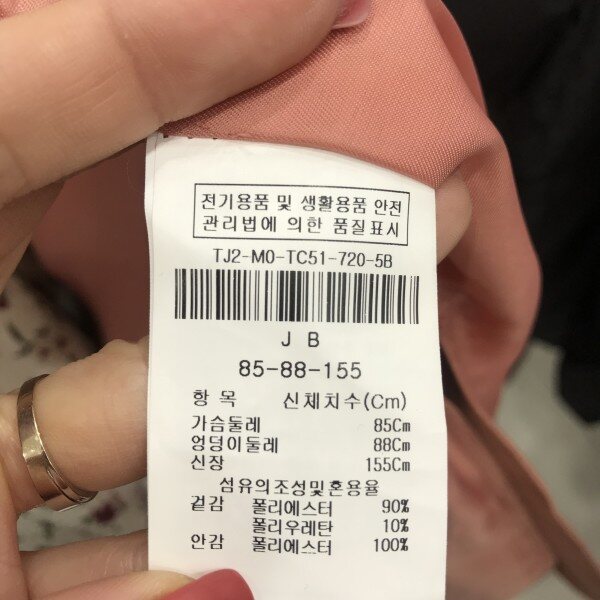 전기용품 및 생활용품 안전
관리법에 의한 품질표시
TJ2-MO-TC51-720-5B
J B
85-88-155
항 목 신체치수(Cm)
가슴둘레 85Cm
엉덩이둘레 88Cm
신장 155Cm
섬유의조성및혼용율
겉감 폴리에스터 90%
폴리우레탄 10%
안감 폴리에스터 100%